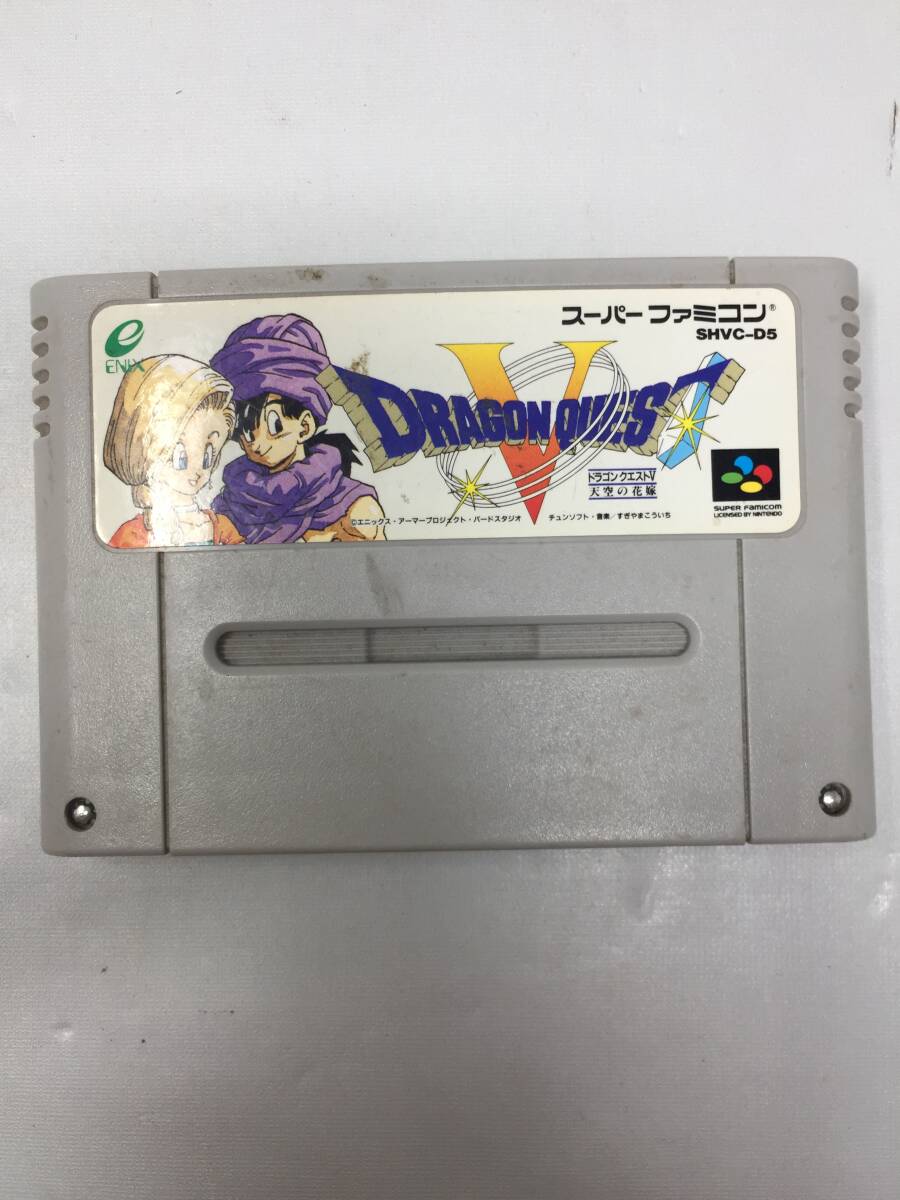 ENIX
スーパーファミコン®
SHVC-D5
V
DRAGON QUEST
ドラゴンクエストV
天空の花嫁
©エニックス・アーマープロジェクト・バードスタジオ
チュンソフト・音楽/すぎやまこういち
SUPER FAMICOM
LICENSED BY NINTENDO